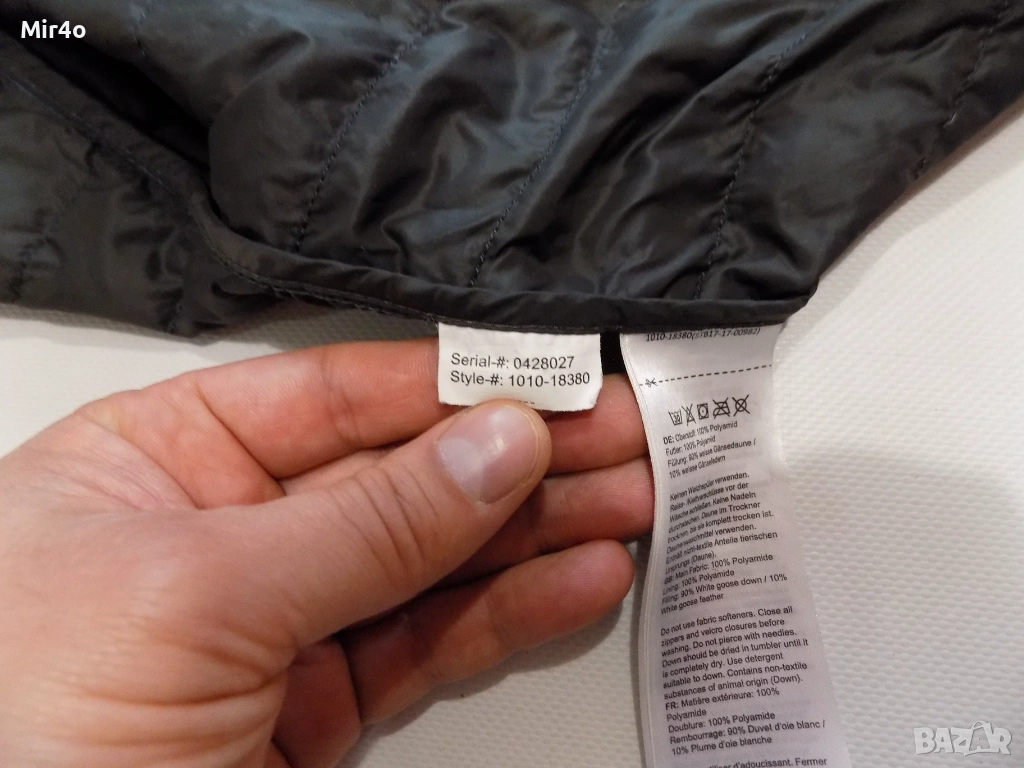 Mir4o
Serial-#: 0428027
Style-#: 1010-18380
DE: Oberstoff: 100% Polyamid
Futter: 100% Polyamid
Füllung: 90% weisse Gänsedaune /
10% weisse Gänsefedern
Keinen Weichspüler verwenden.
Reiss-, Klettverschlüsse vor der
Wäsche schließen. Keine Nadeln
durchstechen. Daune im Trockner
trocknen, bis sie komplett trocken ist.
Daunenwaschmittel verwenden.
Enthält nicht-textile Anteile tierischen
Ursprungs (Daune).
GB: Main Fabric: 100% Polyamide
Lining: 100% Polyamide
Filling: 90% White goose down / 10%
White goose feather
Do not use fabric softeners. Close all
zippers and velcro closures before
washing. Do not pierce with needles.
Down should be dried in tumbler until it
is completely dry. Use detergent
suitable to down. Contains non-textile
substances of animal origin (Down).
FR: Matière extérieure: 100%
Polyamide
Doublure: 100% Polyamide
Rembourrage: 90% Duvet d'oie blanc /
10% Plume d'oie blanche
d'adoucissant. Fermer
BAZAR